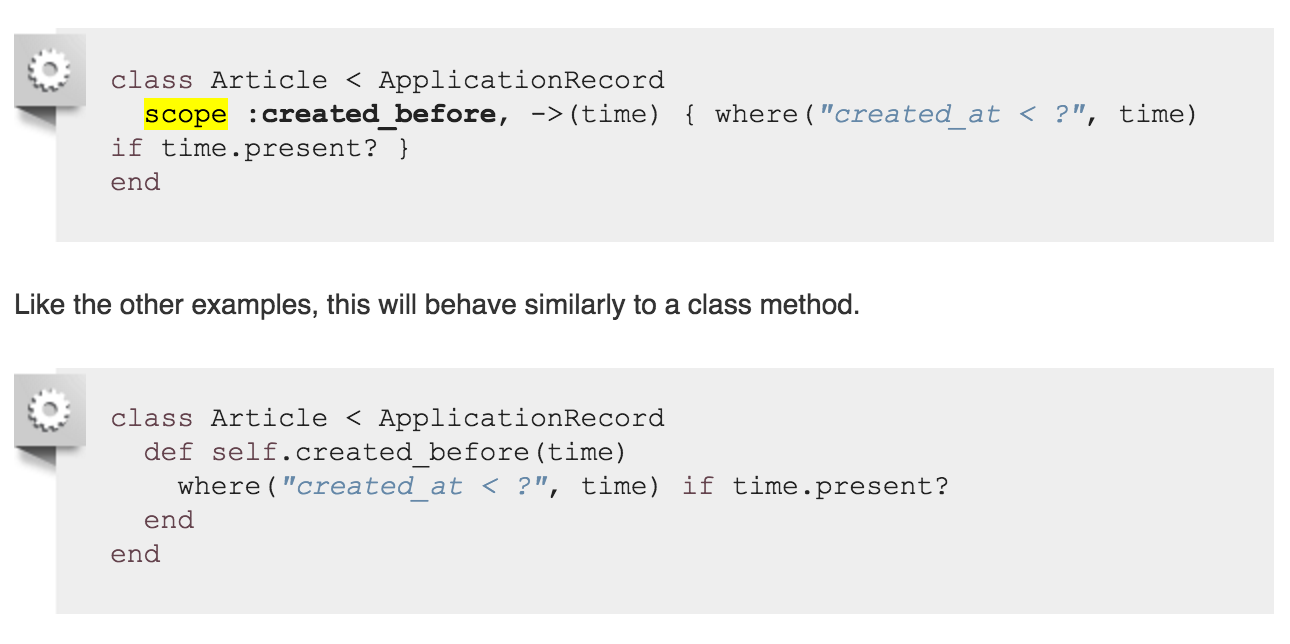 class Article < ApplicationRecord
  scope :created_before, ->(time) { where("created_at < ?", time)
if time.present? }
end
Like the other examples, this will behave similarly to a class method.
class Article < ApplicationRecord
  def self.created_before(time)
    where("created_at < ?", time) if time.present?
  end
end